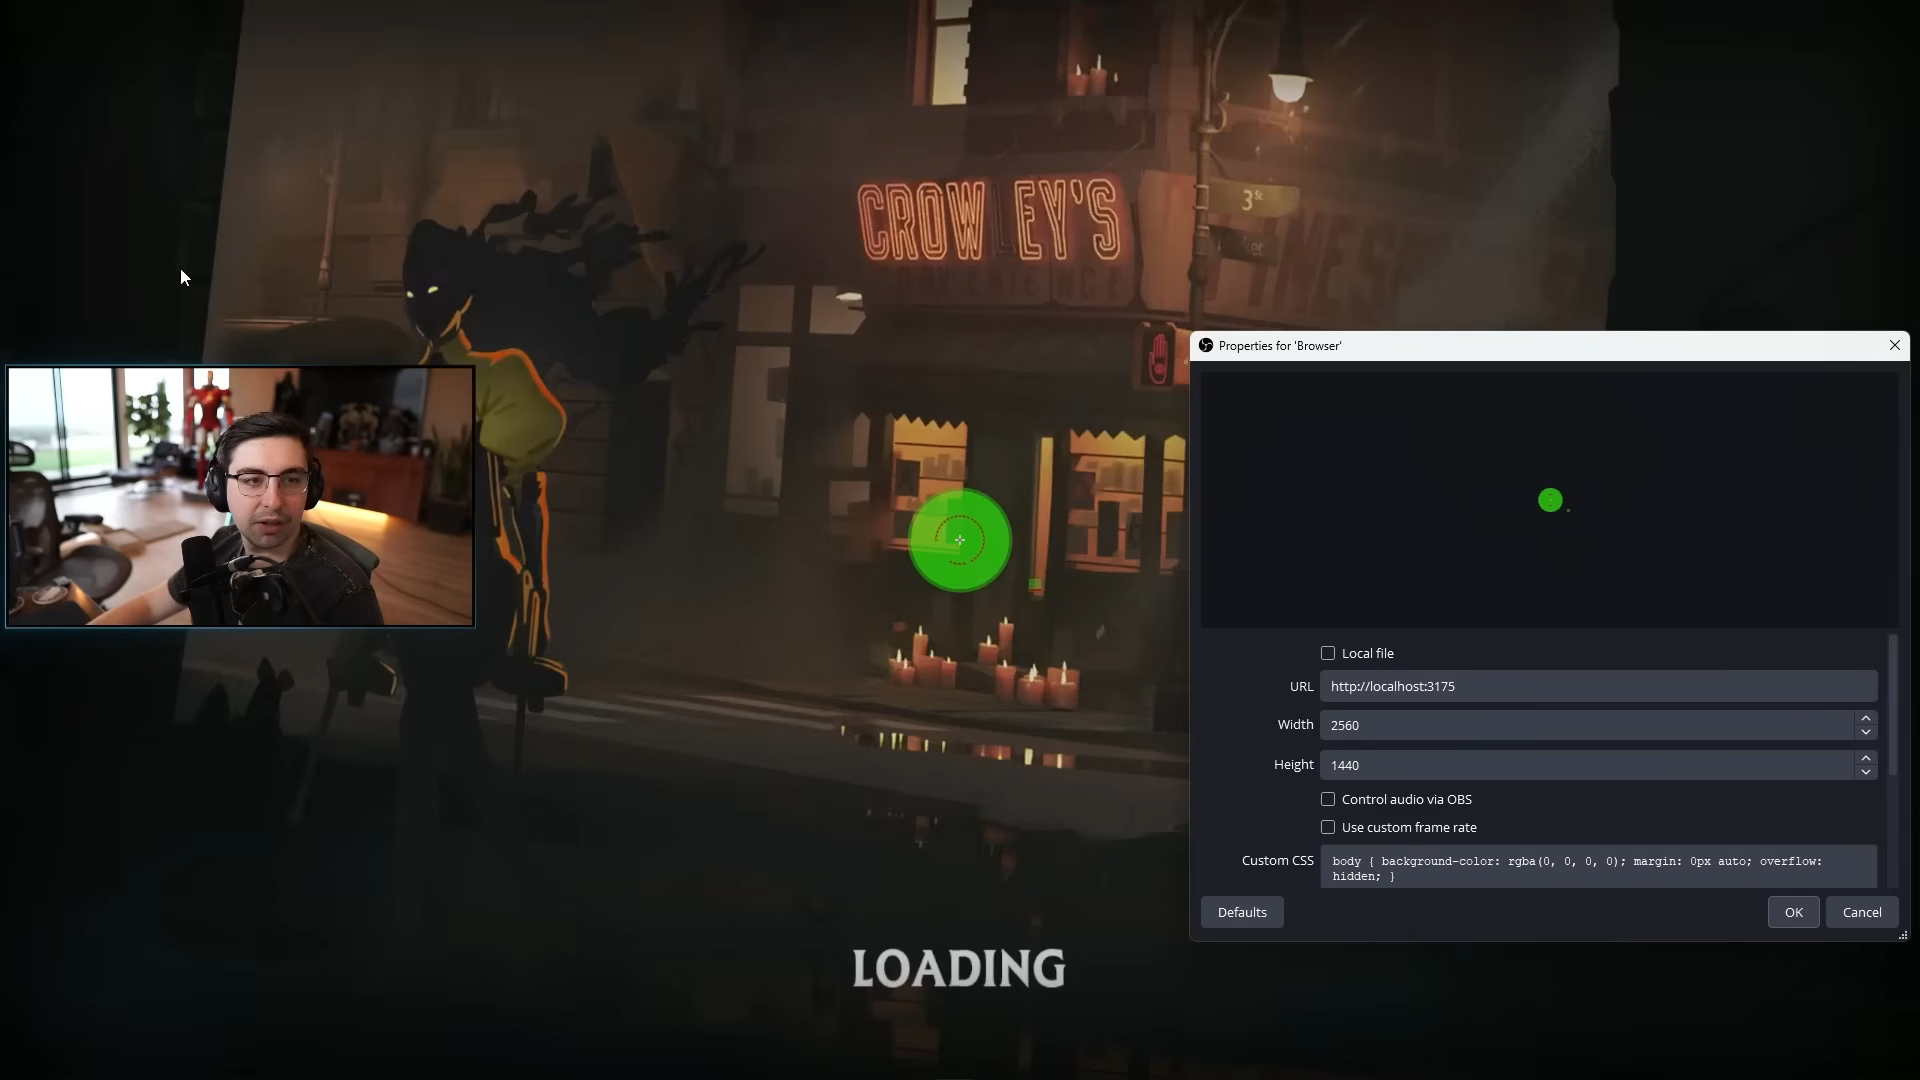 CROWLEY'S
3 St
Properties for 'Browser'
Local file
URL http://localhost:3175
Width 2560
Height 1440
Control audio via OBS
Use custom frame rate
Custom CSS body { background-color: rgba(0, 0, 0, 0); margin: 0px auto; overflow:
hidden; }
Defaults OK Cancel
LOADING